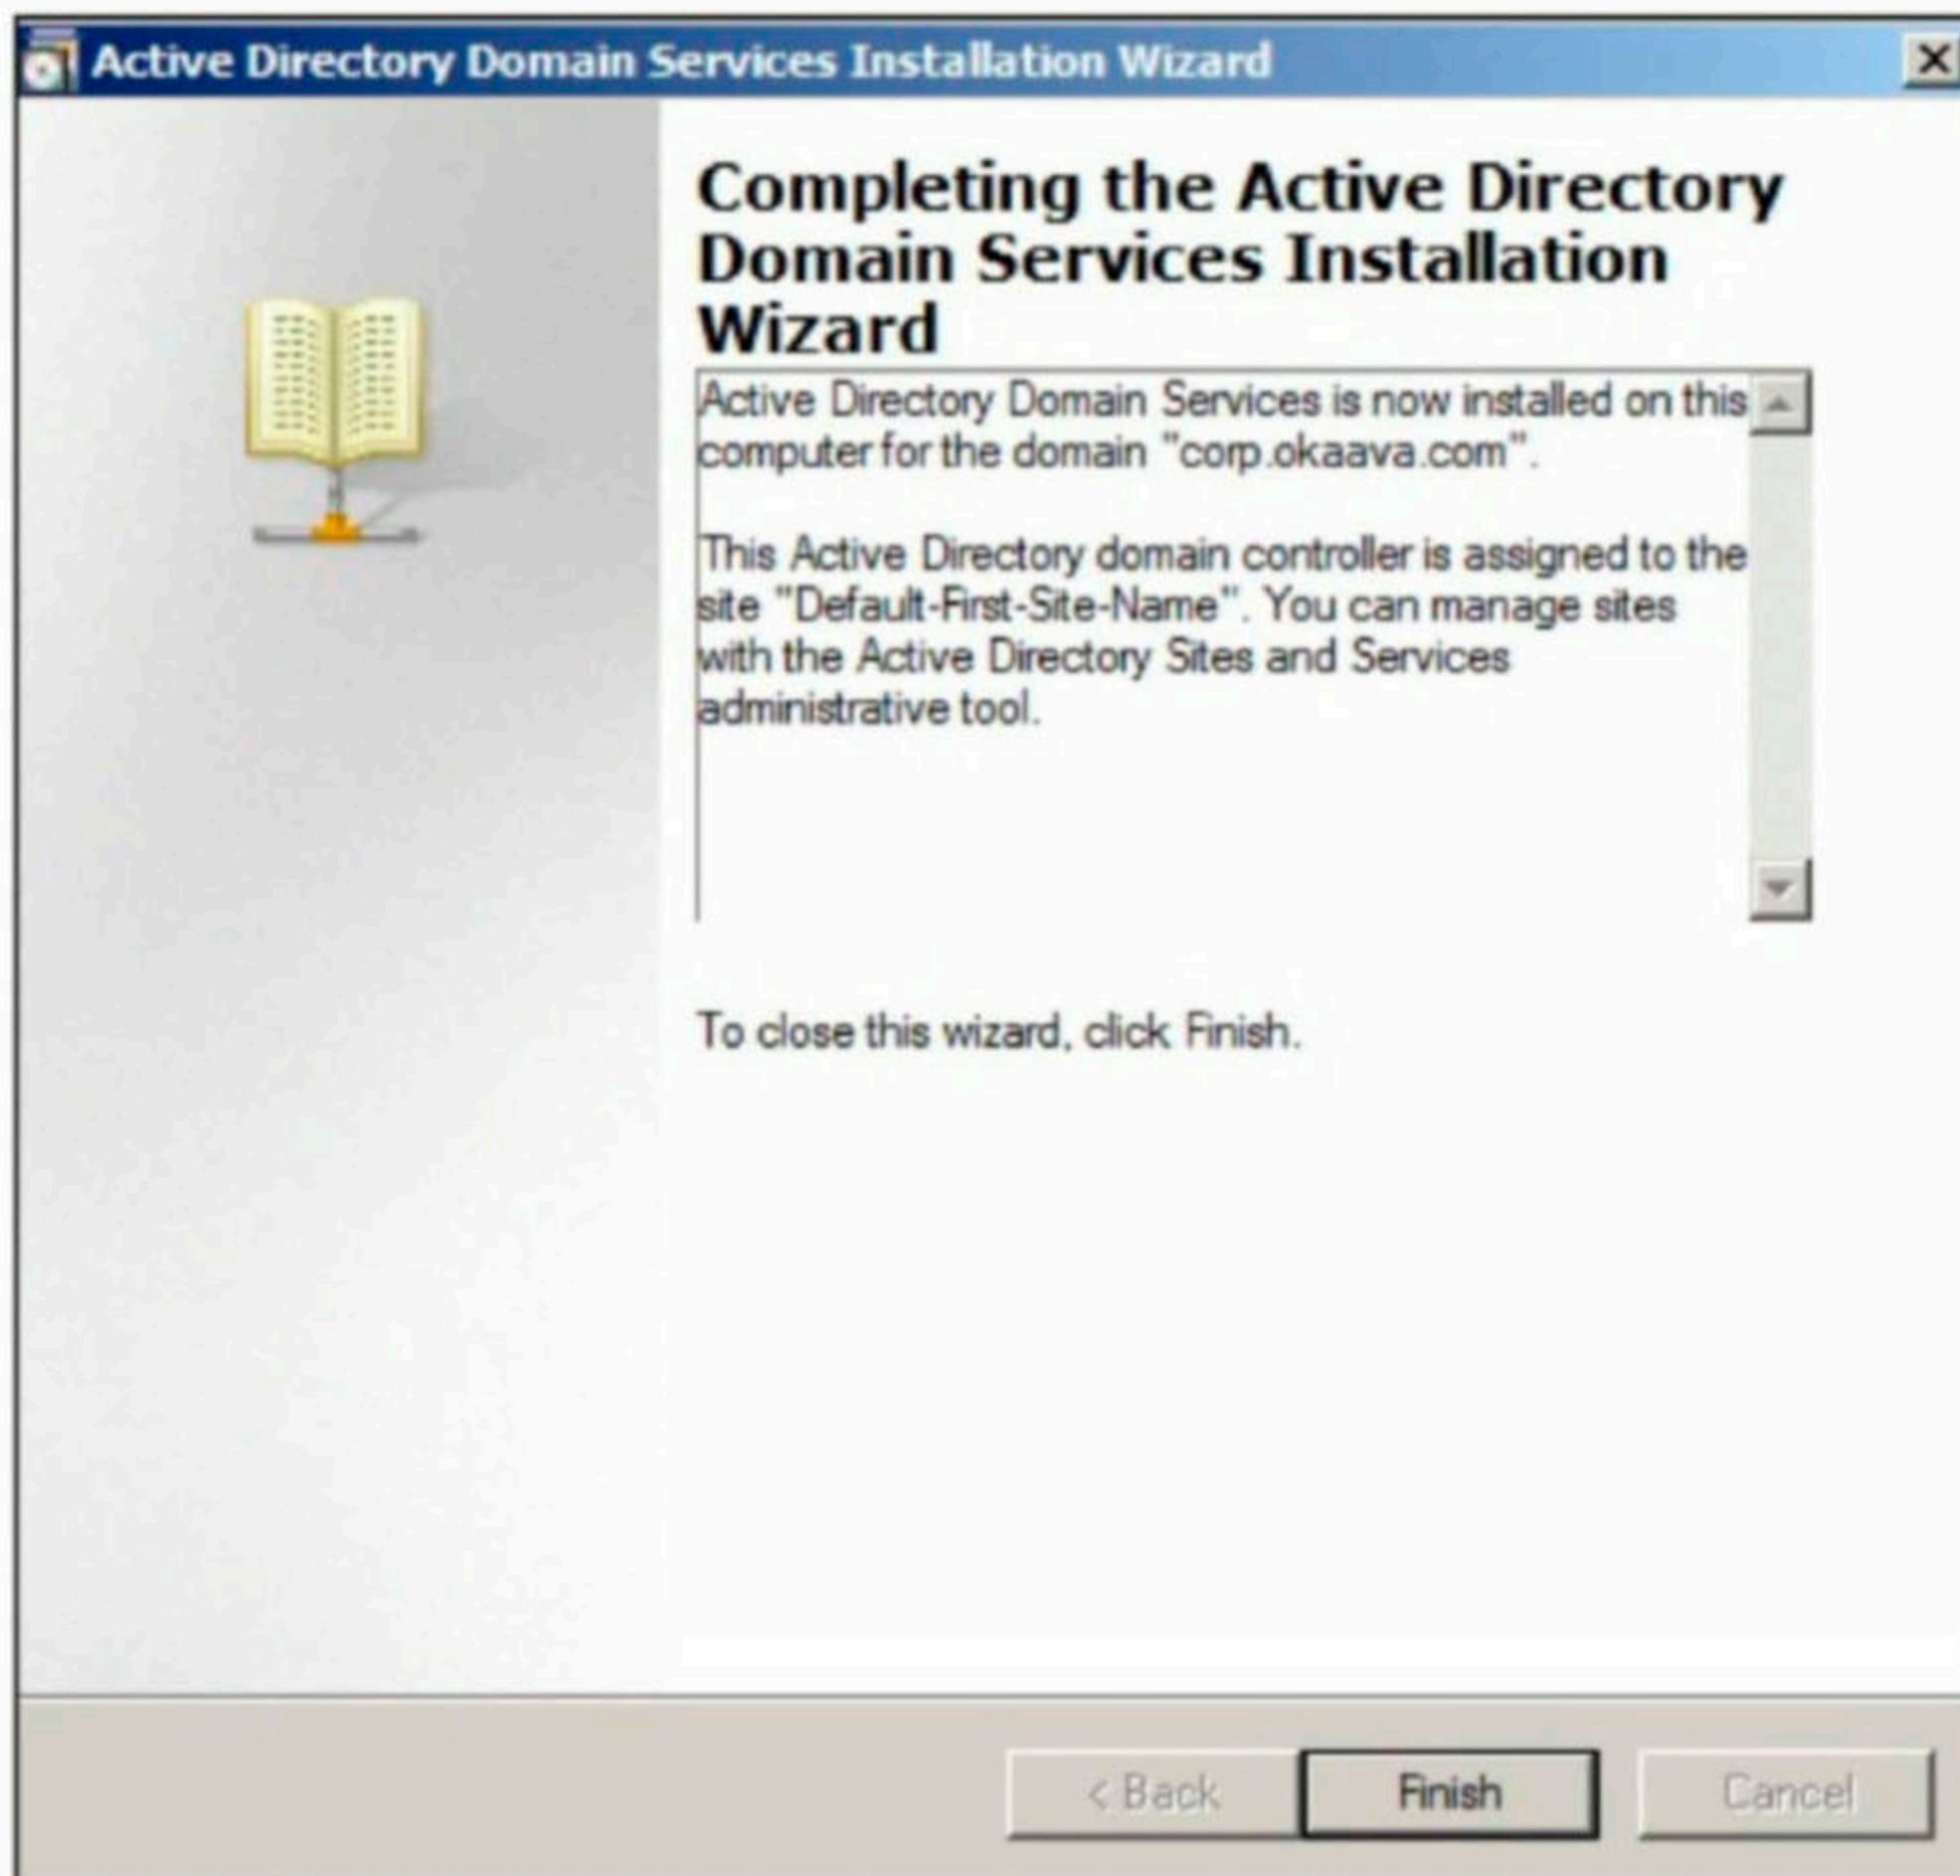 Active Directory Domain Services Installation Wizard
Completing the Active Directory
Domain Services Installation
Wizard
Active Directory Domain Services is now installed on this
computer for the domain "corp.okaava.com".
This Active Directory domain controller is assigned to the
site "Default-First-Site-Name". You can manage sites
with the Active Directory Sites and Services
administrative tool.
To close this wizard, click Finish.
< Back
Finish
Cancel